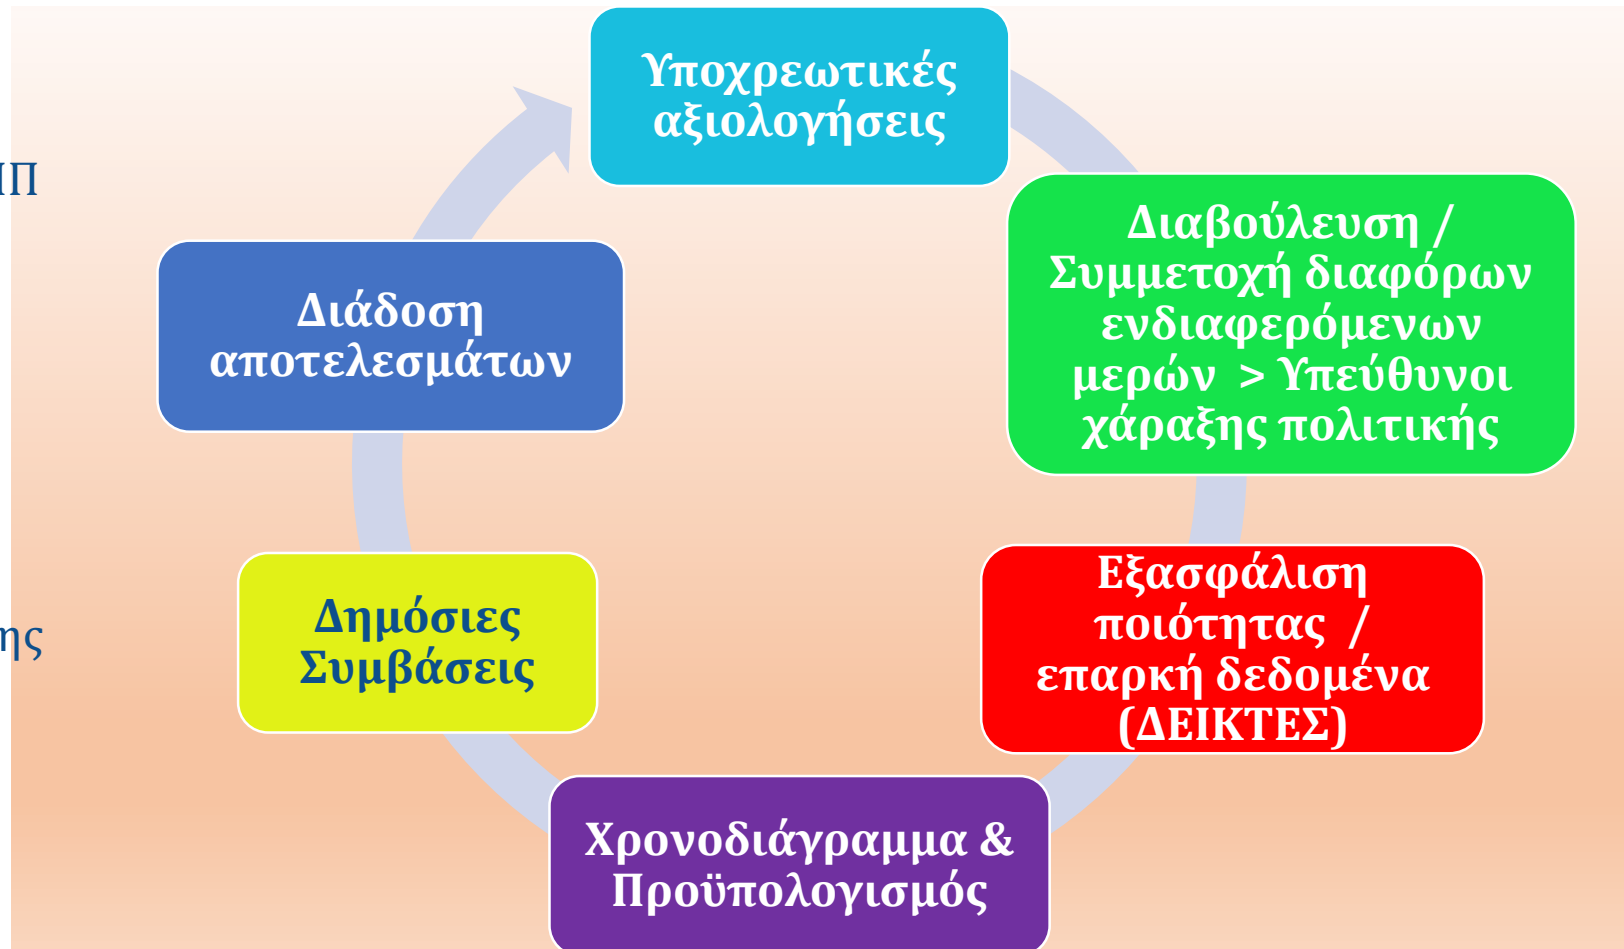 Υποχρεωτικές
αξιολογήσεις
Διαβούλευση /
Συμμετοχή διαφόρων
ενδιαφερόμενων
μερών > Υπεύθυνοι
χάραξης πολιτικής
Εξασφάλιση
ποιότητας /
επαρκή δεδομένα
(ΔΕΙΚΤΕΣ)
Χρονοδιάγραμμα &
Προϋπολογισμός
Δημόσιες
Συμβάσεις
Διάδοση
αποτελεσμάτων